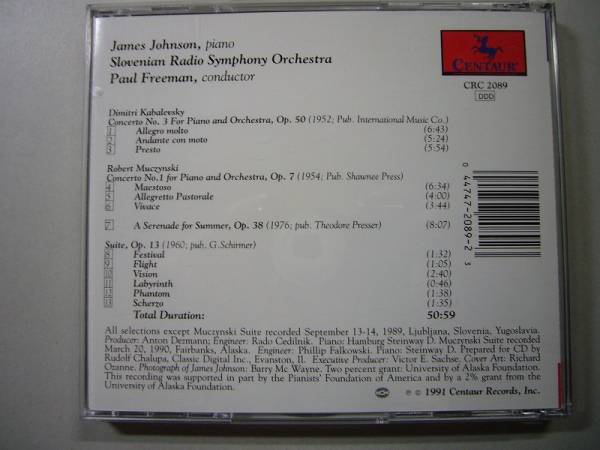 James Johnson, piano
Slovenian Radio Symphony Orchestra
Paul Freeman, conductor
CENTAUR
CRC 2089
DDD
Dimitri Kabalevsky
Concerto No. 3 For Piano and Orchestra, Op. 50 (1952; Pub. International Music Co.)
1 Allegro molto (6:43)
2 Andante con moto (5:24)
3 Presto (5:54)
Robert Muczynski
Concerto No.1 for Piano and Orchestra, Op. 7 (1954; Pub. Shawnee Press)
4 Maestoso (6:34)
5 Allegretto Pastorale (4:00)
6 Vivace (3:44)
7 A Serenade for Summer, Op. 38 (1976; pub. Theodore Presser) (8:07)
Suite, Op. 13 (1960; pub. G.Schirmer)
8 Festival (1:32)
9 Flight (1:05)
10 Vision (2:40)
11 Labyrinth (0:46)
12 Phantom (1:38)
13 Scherzo (1:35)
Total Duration: 50:59
0 44747-2089-2 3
All selections except Muczynski Suite recorded September 13-14, 1989, Ljubljana, Slovenia, Yugoslavia.
Producer: Anton Dezmann; Engineer: Rado Cedilnik. Piano: Hamburg Steinway D. Muczynski Suite recorded
March 20, 1990, Fairbanks, Alaska. Engineer: Phillip Falkowski. Piano: Steinway D. Prepared for CD by
Rudolf Chalupa, Classic Digital Inc., Evanston, Il. Executive Producer: Victor E. Sachse. Cover Art: Richard
Ozanne. Photograph of James Johnson: Barry Mc Wayne. Two percent grant: University of Alaska Foundation.
This recording was supported in part by the Pianists' Foundation of America and by a 2% grant from the
University of Alaska Foundation.
℗ © 1991 Centaur Records, Inc.